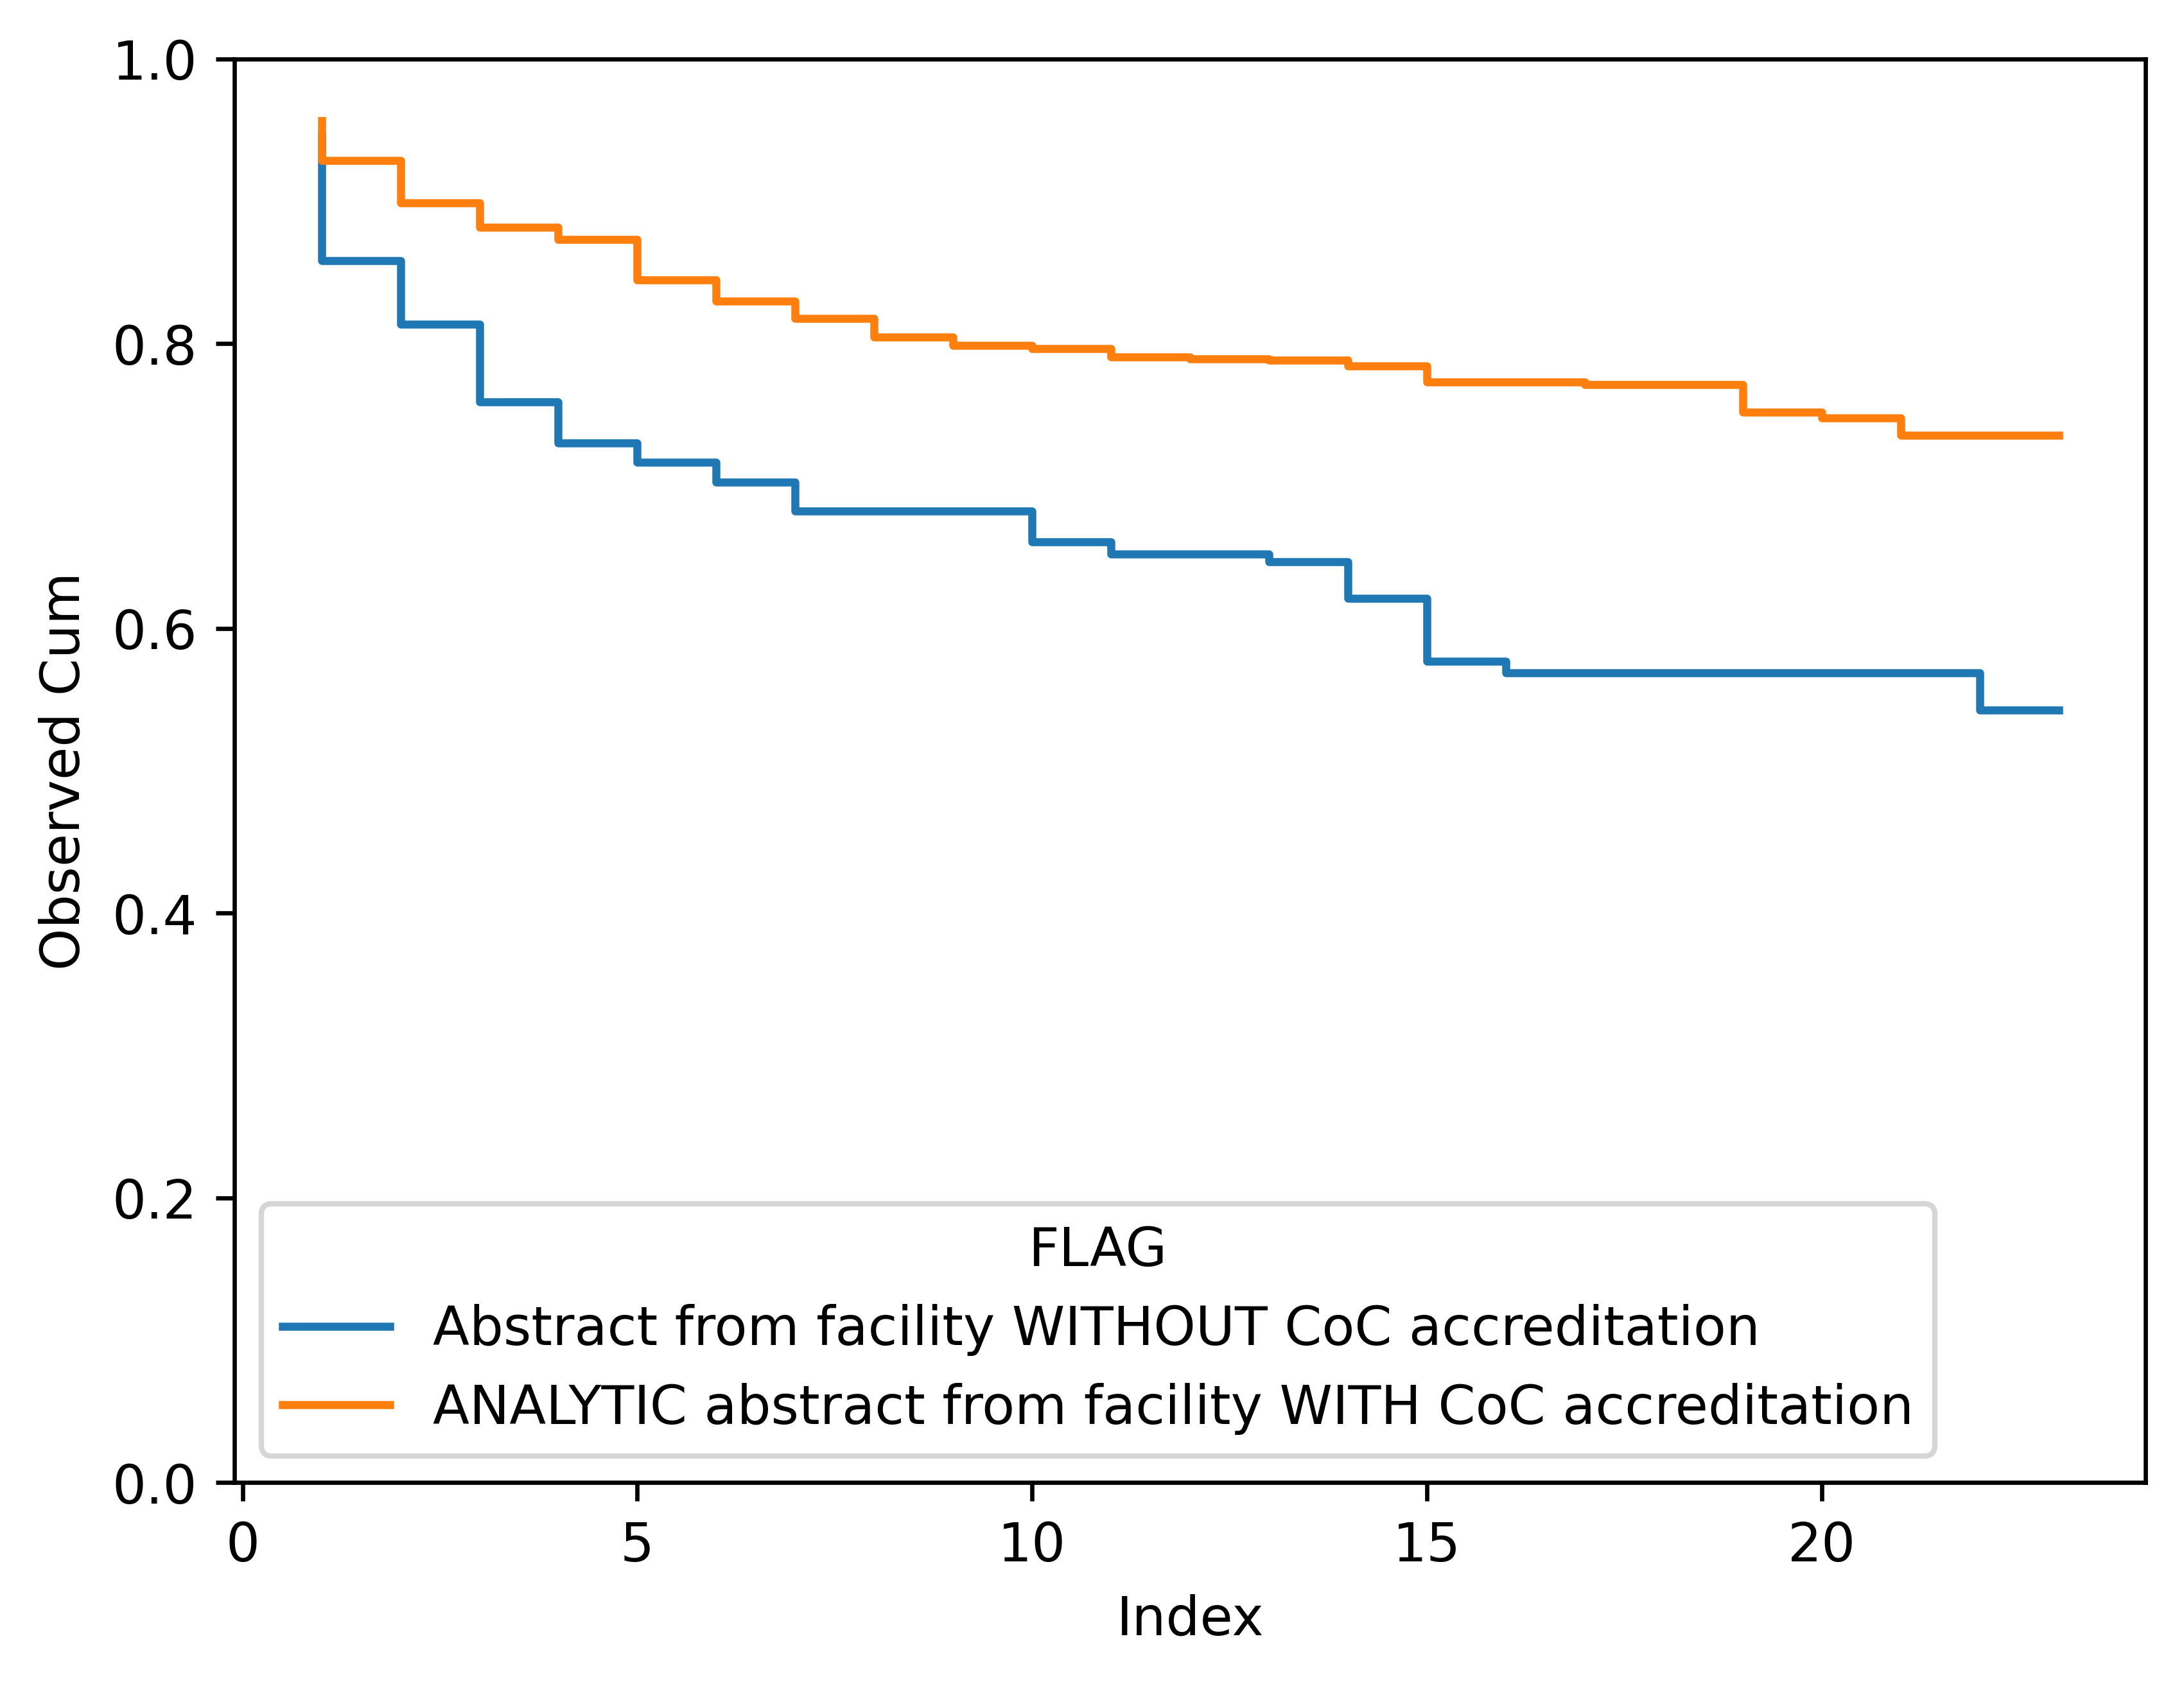 1.0
0.8
0.6
0.4
0.2
0.0
Observed Cum
FLAG
Abstract from facility WITHOUT CoC accreditation
ANALYTIC abstract from facility WITH CoC accreditation
0 5 10 15 20
Index